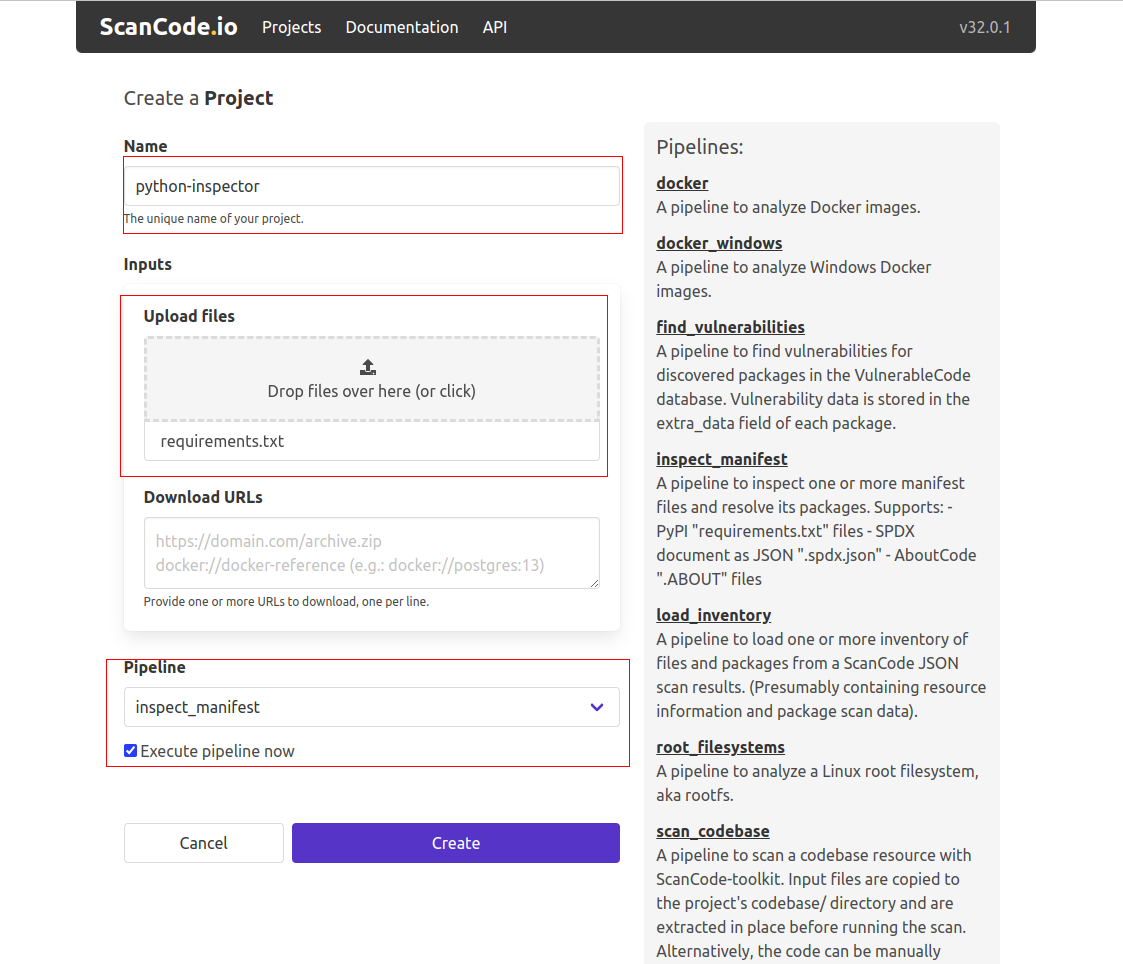 ScanCode.io Projects Documentation API v32.0.1
Create a Project
Name
python-inspector
The unique name of your project.
Inputs
Upload files
Drop files over here (or click)
requirements.txt
Download URLs
https://domain.com/archive.zip
docker://docker-reference (e.g.: docker://postgres:13)
Provide one or more URLs to download, one per line.
Pipeline
inspect_manifest
Execute pipeline now
Cancel
Create
Pipelines:
docker
A pipeline to analyze Docker images.
docker_windows
A pipeline to analyze Windows Docker
images.
find_vulnerabilities
A pipeline to find vulnerabilities for
discovered packages in the VulnerableCode
database. Vulnerability data is stored in the
extra_data field of each package.
inspect_manifest
A pipeline to inspect one or more manifest
files and resolve its packages. Supports: -
PyPI "requirements.txt" files - SPDX
document as JSON ".spdx.json" - AboutCode
".ABOUT" files
load_inventory
A pipeline to load one or more inventory of
files and packages from a ScanCode JSON
scan results. (Presumably containing resource
information and package scan data).
root_filesystems
A pipeline to analyze a Linux root filesystem,
aka rootfs.
scan_codebase
A pipeline to scan a codebase resource with
ScanCode-toolkit. Input files are copied to
the project's codebase/ directory and are
extracted in place before running the scan.
Alternatively, the code can be manually